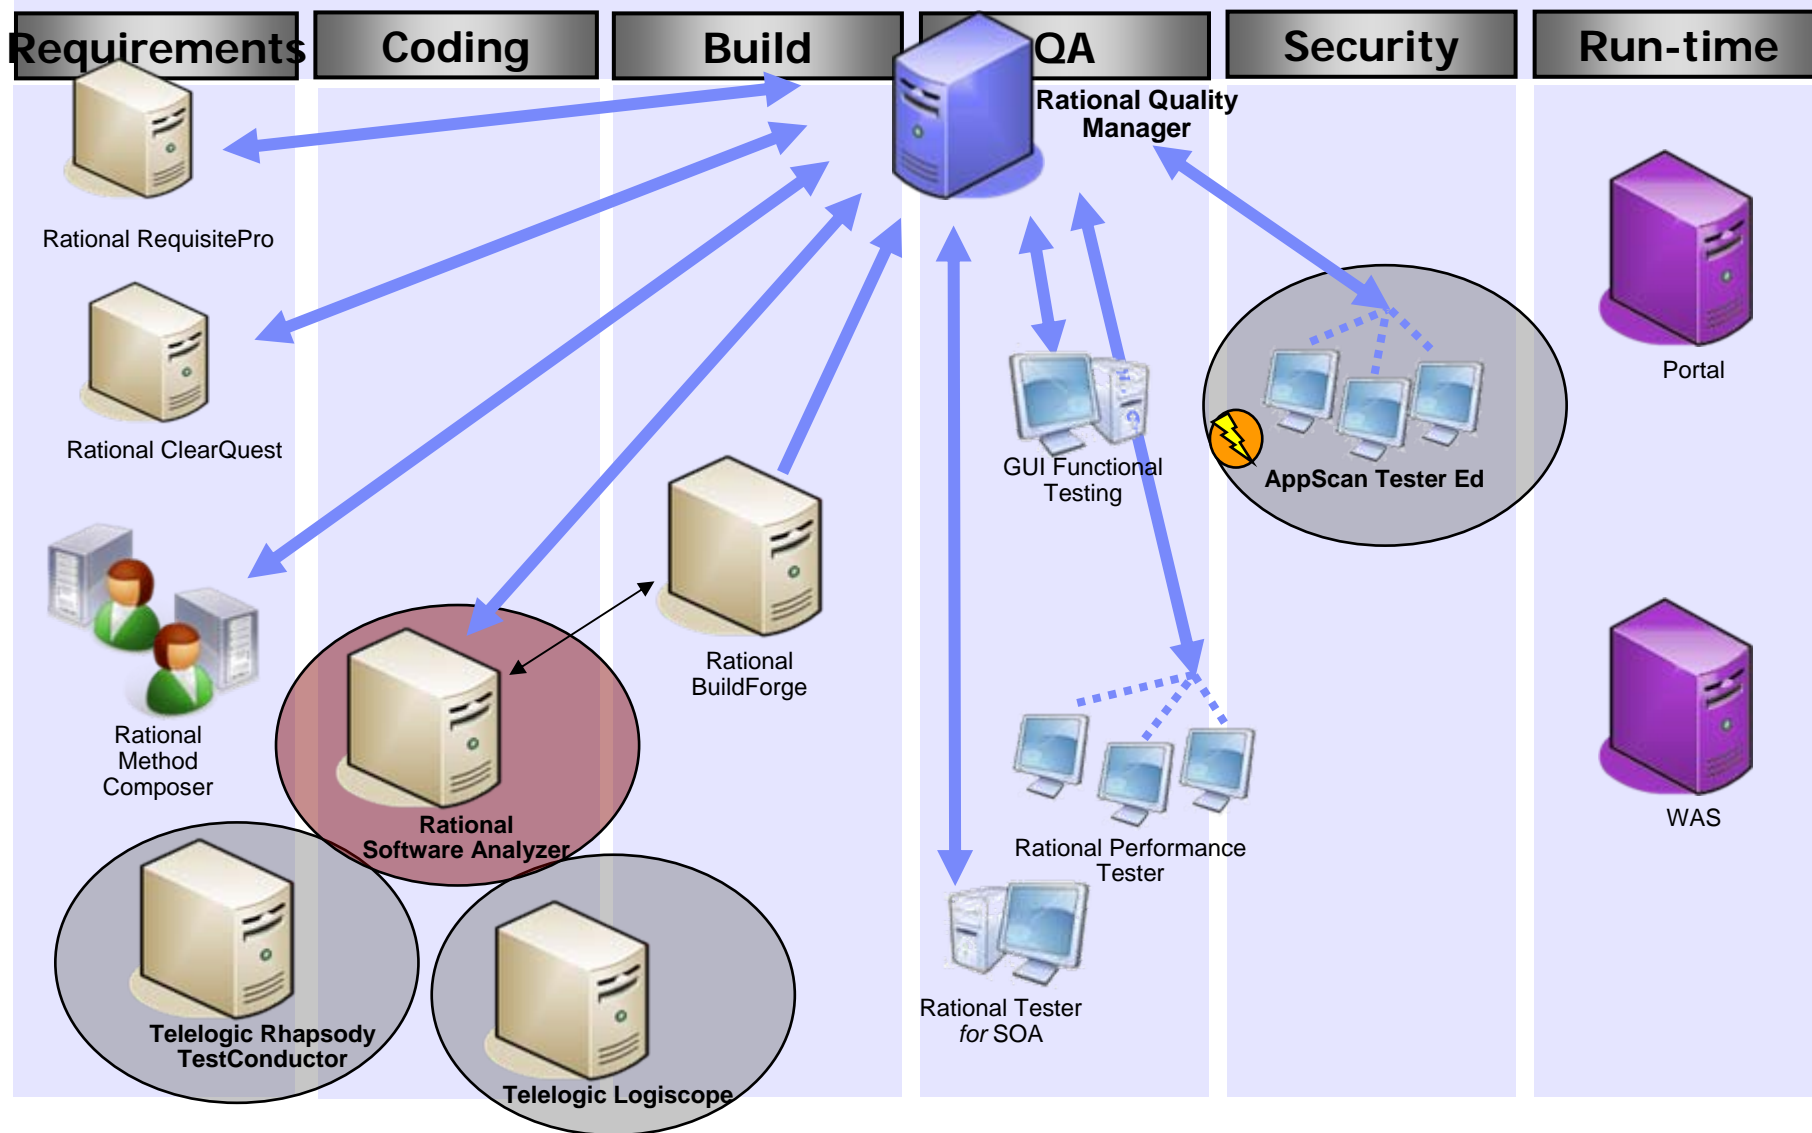 Requirements
Coding
Build
QA
Security
Run-time
Rational Quality
Manager
Rational RequisitePro
Portal
Rational ClearQuest
GUI Functional
Testing
AppScan Tester Ed
Rational
BuildForge
Rational
Method
Composer
Rational
Software Analyzer
WAS
Rational Performance
Tester
Rational Tester
for SOA
Telelogic Rhapsody
TestConductor
Telelogic Logiscope